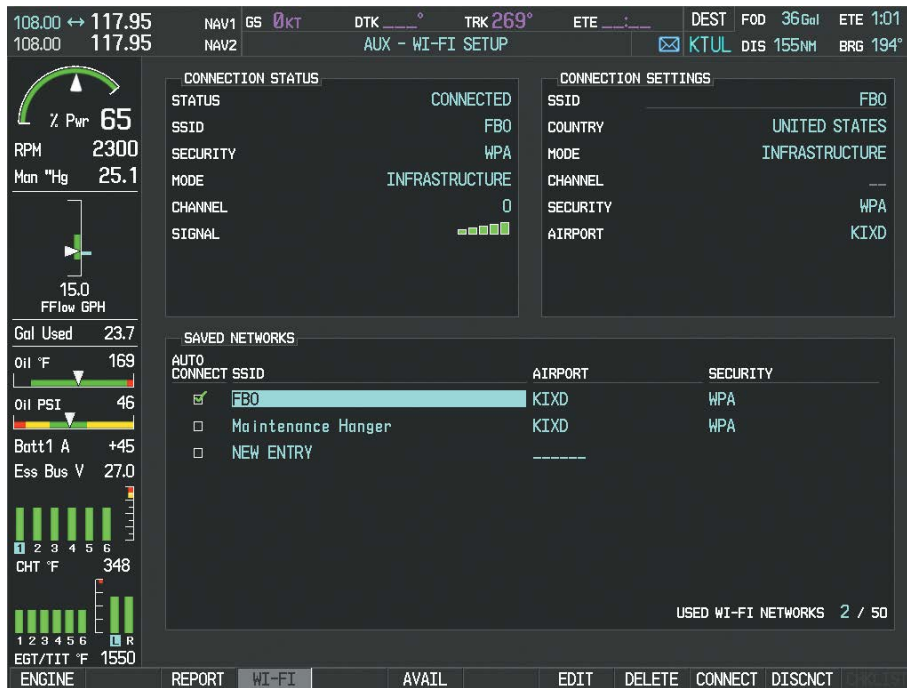 108.00 ↔ 117.95 NAV1 GS 0KT DTK ___° TRK 269° ETE __:__ DEST FOD 36Gal ETE 1:01
108.00 117.95 NAV2 AUX - WI-FI SETUP KTUL DIS 155NM BRG 194°
% Pwr 65
RPM 2300
Man "Hg 25.1
15.0
FFlow GPH
Gal Used 23.7
Oil °F 169
Oil PSI 46
Batt1 A +45
Ess Bus V 27.0
1 2 3 4 5 6
CHT °F 348
1 2 3 4 5 6 L R
EGT/TIT °F 1550
CONNECTION STATUS
STATUS CONNECTED
SSID FBO
SECURITY WPA
MODE INFRASTRUCTURE
CHANNEL 0
SIGNAL
CONNECTION SETTINGS
SSID FBO
COUNTRY UNITED STATES
MODE INFRASTRUCTURE
CHANNEL __
SECURITY WPA
AIRPORT KIXD
SAVED NETWORKS
AUTO
CONNECT SSID AIRPORT SECURITY
FBO KIXD WPA
Maintenance Hanger KIXD WPA
NEW ENTRY ______
USED WI-FI NETWORKS 2 / 50
ENGINE REPORT WI-FI AVAIL EDIT DELETE CONNECT DISCNCT CHKLIST